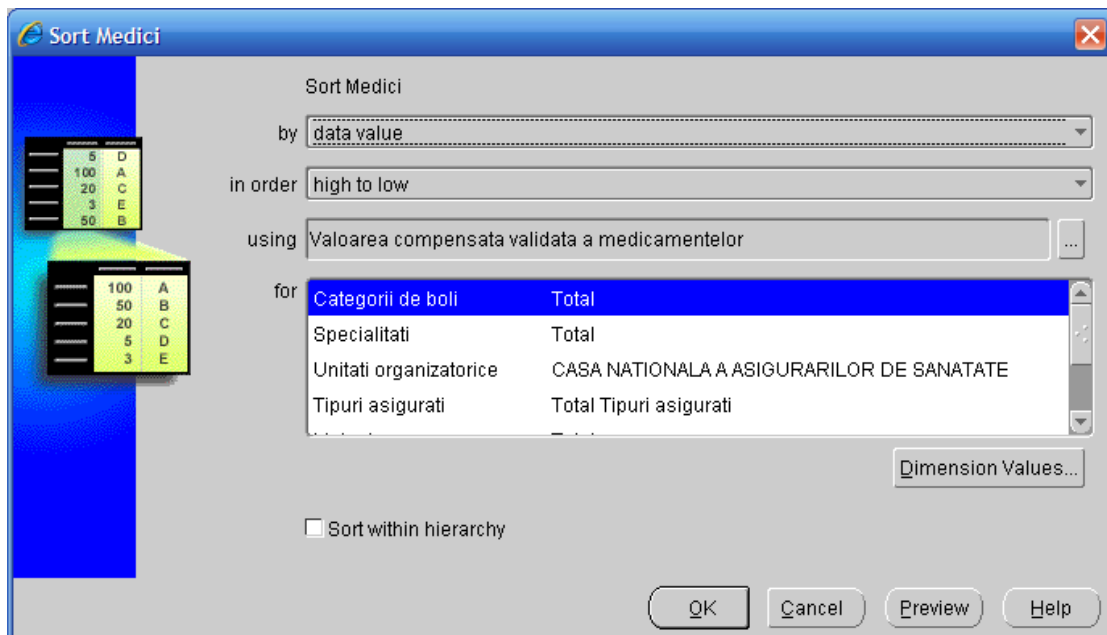 Sort Medici
Sort Medici
by data value
in order high to low
using Valoarea compensata validata a medicamentelor ...
for Categorii de boli Total
Specialitati Total
Unitati organizatorice CASA NATIONALA A ASIGURARILOR DE SANATATE
Tipuri asigurati Total Tipuri asigurati
Dimension Values...
Sort within hierarchy
OK Cancel Preview Help
5 D
100 A
20 C
3 E
50 B
100 A
50 B
20 C
5 D
3 E